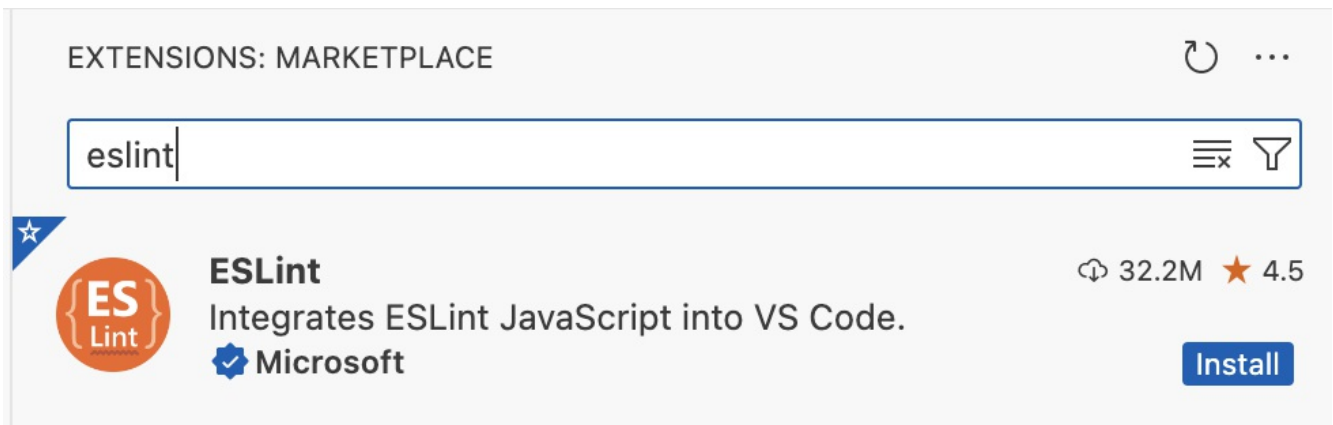 EXTENSIONS: MARKETPLACE
eslint
ES
Lint
ESLint
32.2M
4.5
Integrates ESLint JavaScript into VS Code.
Microsoft
Install